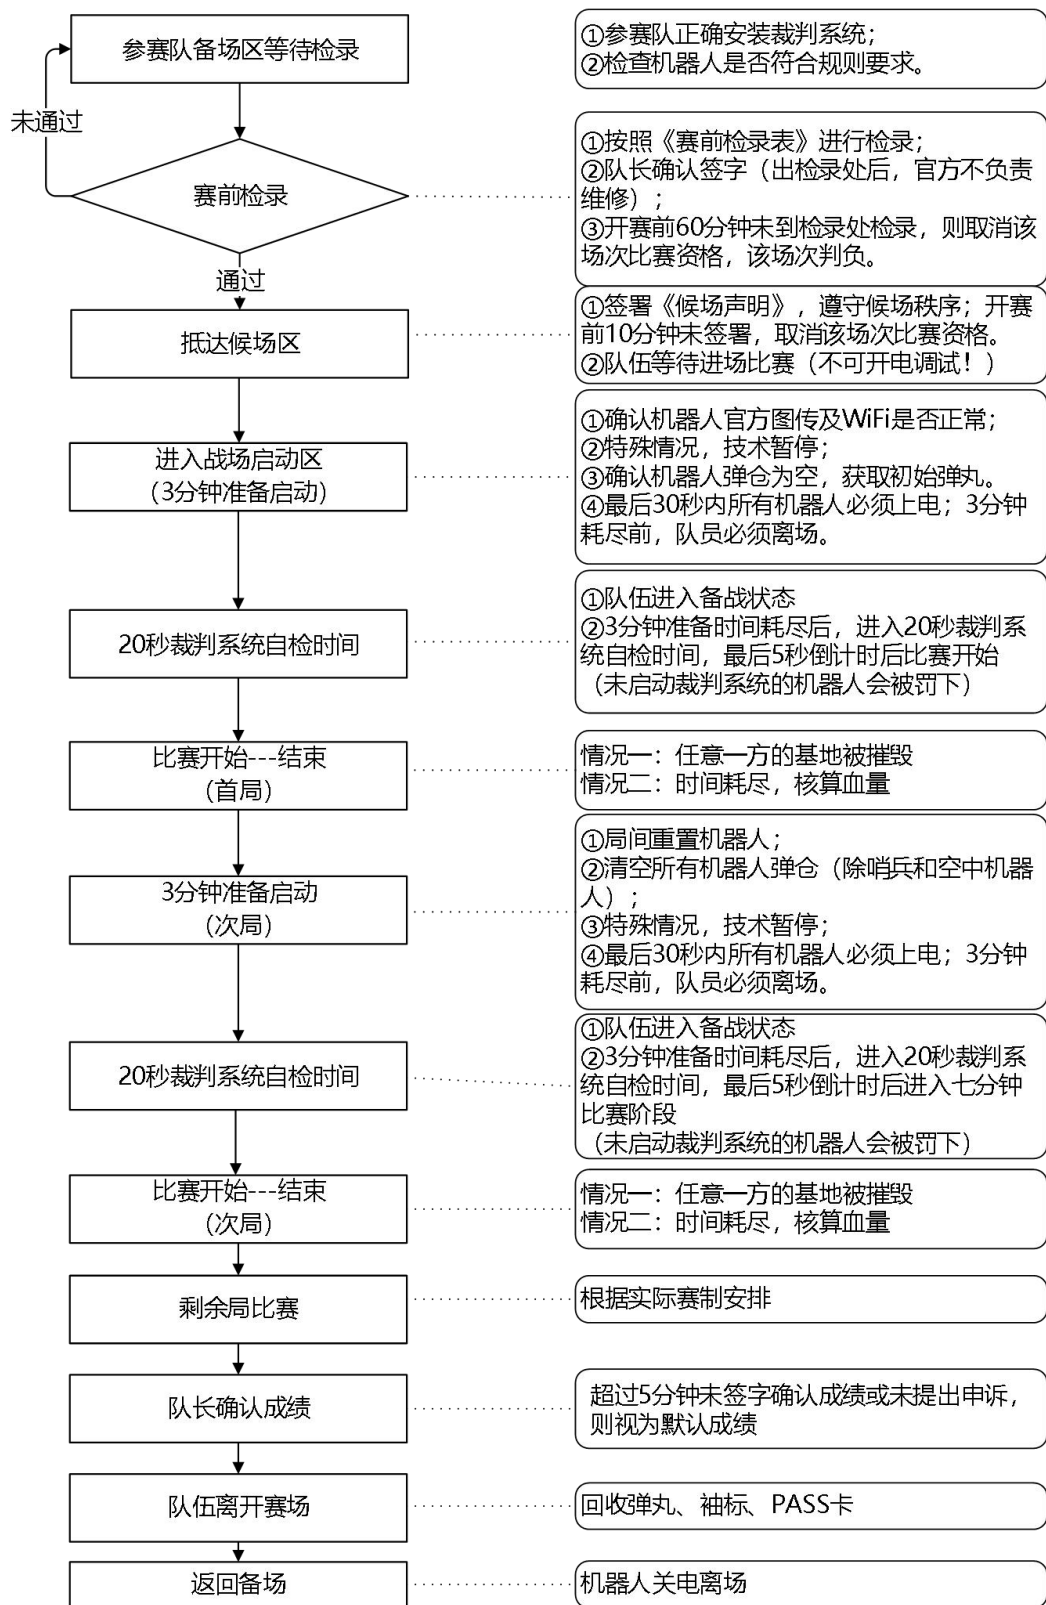 参赛队备场区等待检录
①参赛队正确安装裁判系统；
②检查机器人是否符合规则要求。
未通过
赛前检录
①按照《赛前检录表》进行检录；
②队长确认签字（出检录处后，官方不负责
维修）；
③开赛前60分钟未到检录处检录，则取消该
场次比赛资格，该场次判负。
通过
抵达候场区
①签署《候场声明》，遵守候场秩序；开赛
前10分钟未签署，取消该场次比赛资格。
②队伍等待进场比赛（不可开电调试！）
进入战场启动区
（3分钟准备启动）
①确认机器人官方图传及WiFi是否正常；
②特殊情况，技术暂停；
③确认机器人弹仓为空，获取初始弹丸。
④最后30秒内所有机器人必须上电；3分钟
耗尽前，队员必须离场。
20秒裁判系统自检时间
①队伍进入备战状态
②3分钟准备时间耗尽后，进入20秒裁判系
统自检时间，最后5秒倒计时后比赛开始
（未启动裁判系统的机器人会被罚下）
比赛开始---结束
（首局）
情况一：任意一方的基地被摧毁
情况二：时间耗尽，核算血量
3分钟准备启动
（次局）
①局间重置机器人；
②清空所有机器人弹仓（除哨兵和空中机器
人）；
③特殊情况，技术暂停；
④最后30秒内所有机器人必须上电；3分钟
耗尽前，队员必须离场。
20秒裁判系统自检时间
①队伍进入备战状态
②3分钟准备时间耗尽后，进入20秒裁判系
统自检时间，最后5秒倒计时后进入七分钟
比赛阶段
（未启动裁判系统的机器人会被罚下）
比赛开始---结束
（次局）
情况一：任意一方的基地被摧毁
情况二：时间耗尽，核算血量
剩余局比赛
根据实际赛制安排
队长确认成绩
超过5分钟未签字确认成绩或未提出申诉，
则视为默认成绩
队伍离开赛场
回收弹丸、袖标、PASS卡
返回备场
机器人关电离场